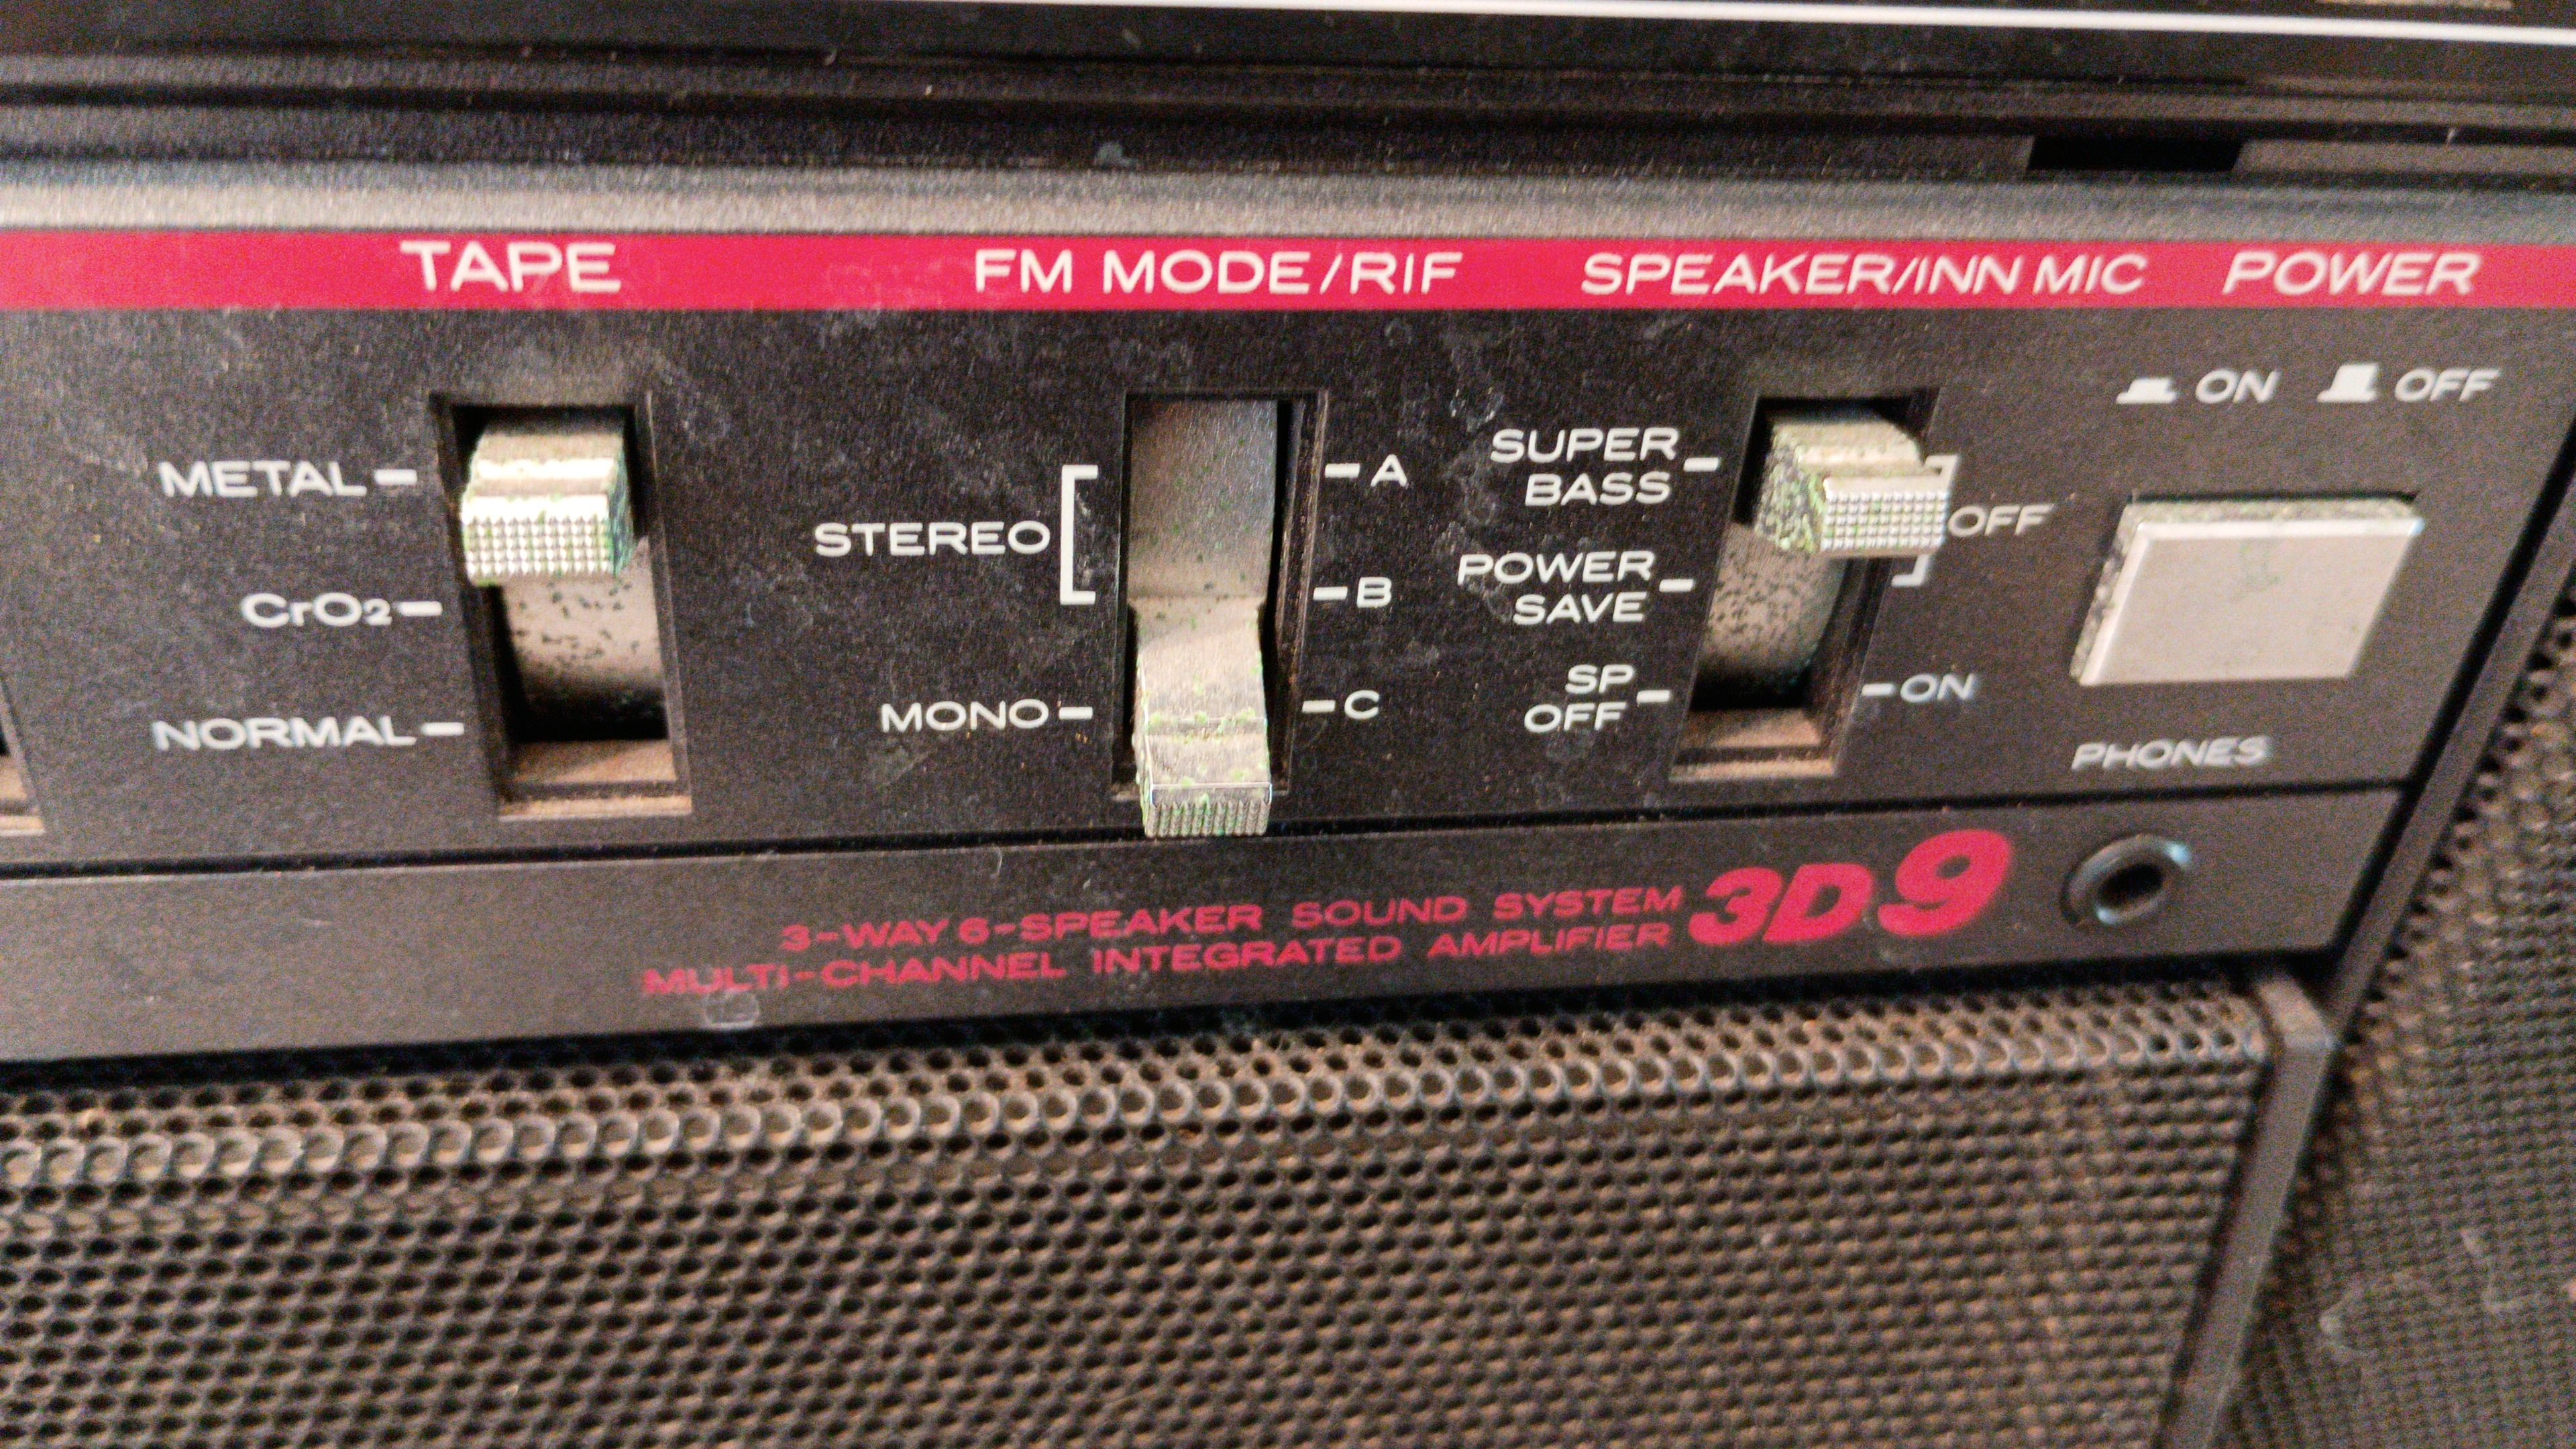 TAPE
FM MODE/RIF
SPEAKER/INN MIC
POWER
METAL
CrO2
NORMAL
STEREO
MONO
A
B
C
SUPER
BASS
POWER
SAVE
SP
OFF
OFF
ON
ON
OFF
PHONES
3-WAY 6-SPEAKER SOUND SYSTEM
MULTI-CHANNEL INTEGRATED AMPLIFIER
3D9